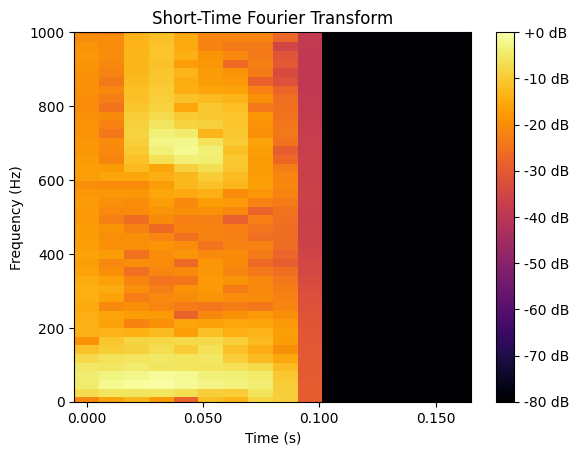 Short-Time Fourier Transform
1000
800
600
400
200
0
Frequency (Hz)
0.000
0.050
0.100
0.150
Time (s)
+0 dB
-10 dB
-20 dB
-30 dB
-40 dB
-50 dB
-60 dB
-70 dB
-80 dB